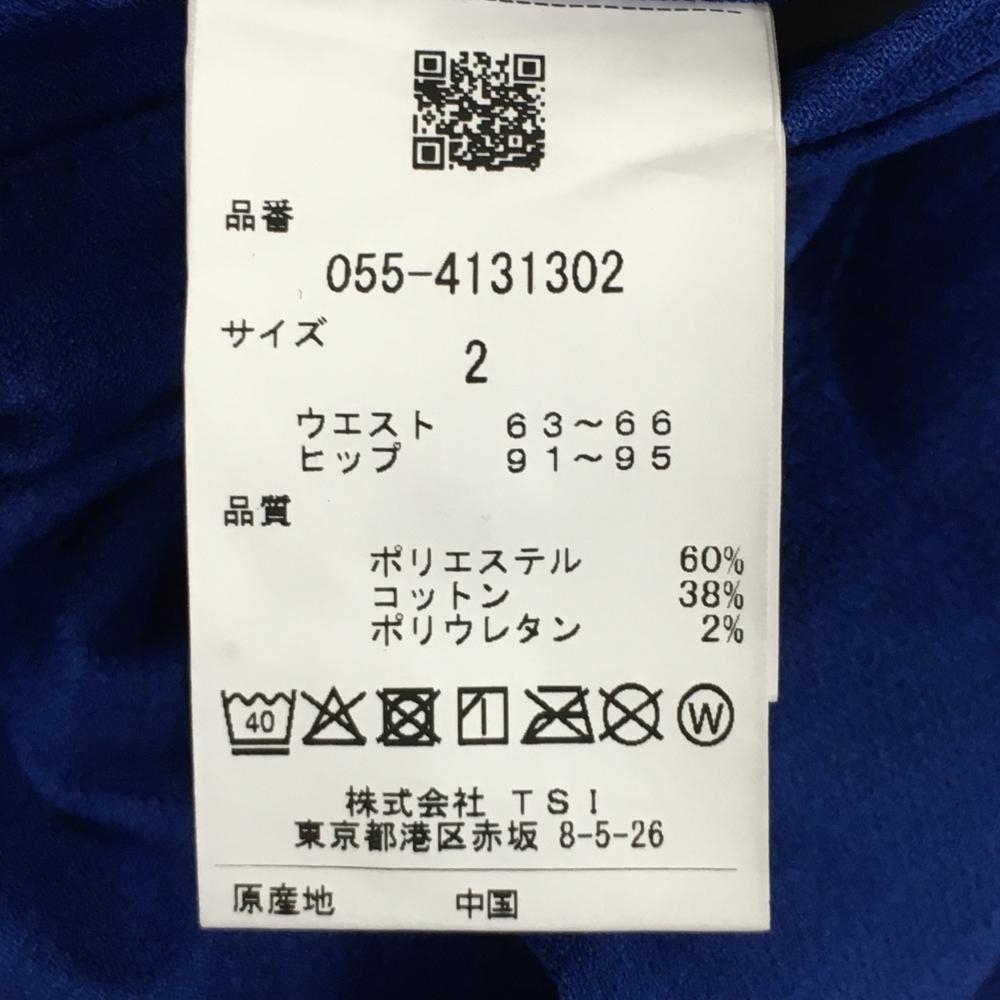 品番
055-4131302
サイズ
2
ウエスト 63～66
ヒップ 91～95
品質
ポリエステル 60%
コットン 38%
ポリウレタン 2%
40 W
株式会社 TSI
東京都港区赤坂 8-5-26
原産地 中国